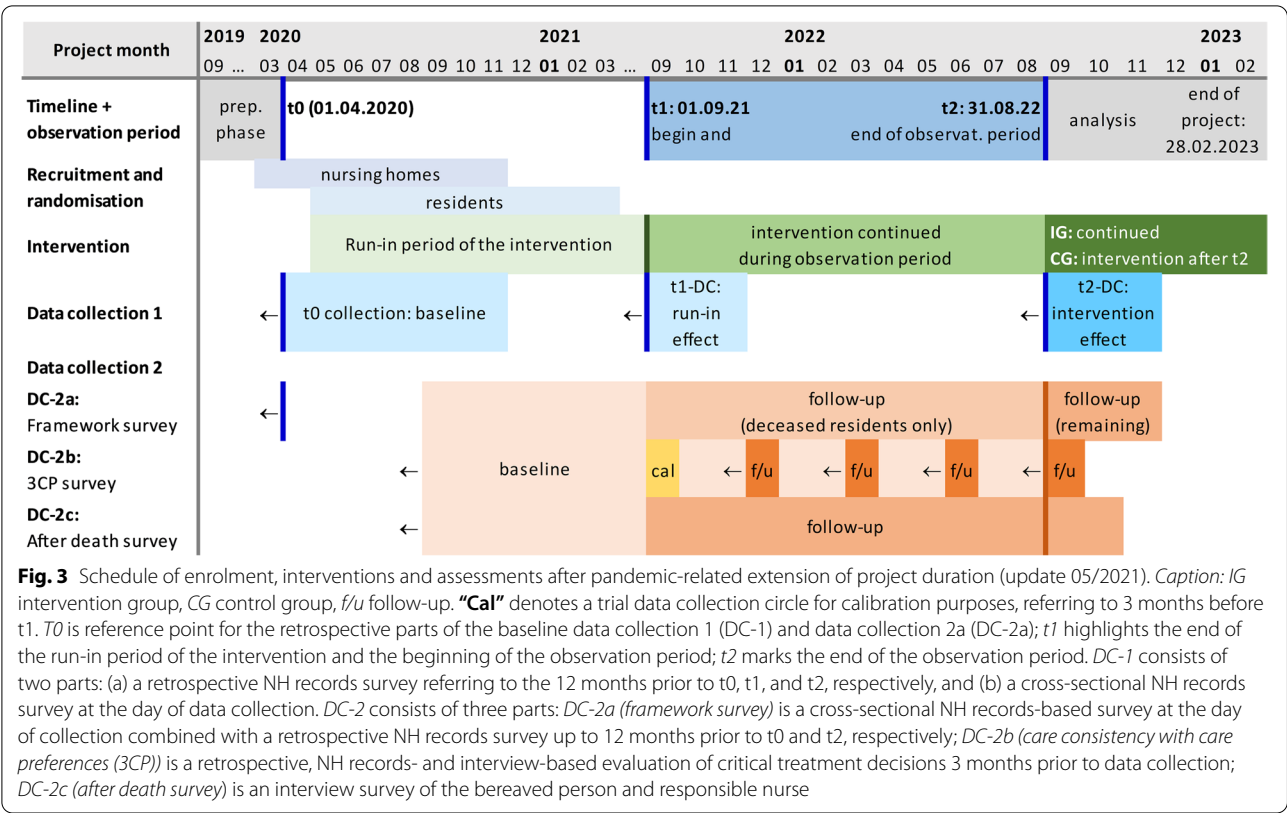 Project month
2019 2020 2021 2022 2023
09 ... 03 04 05 06 07 08 09 10 11 12 01 02 03 ... 09 10 11 12 01 02 03 04 05 06 07 08 09 10 11 12 01 02
Timeline +
observation period
prep.
phase
t0 (01.04.2020)
t1: 01.09.21
begin and
t2: 31.08.22
end of observat. period
analysis
end of
project:
28.02.2023
Recruitment and
randomisation
nursing homes
residents
Intervention
Run-in period of the intervention
intervention continued
during observation period
IG: continued
CG: intervention after t2
Data collection 1
←
t0 collection: baseline
←
t1-DC:
run-in
effect
←
t2-DC:
intervention
effect
Data collection 2
DC-2a:
Framework survey
←
follow-up
(deceased residents only)
follow-up
(remaining)
DC-2b:
3CP survey
←
baseline
cal
← f/u
← f/u
← f/u
← f/u
DC-2c:
After death survey
←
follow-up
Fig. 3 Schedule of enrolment, interventions and assessments after pandemic-related extension of project duration (update 05/2021). Caption: IG
intervention group, CG control group, f/u follow-up. “Cal” denotes a trial data collection circle for calibration purposes, referring to 3 months before
t1. T0 is reference point for the retrospective parts of the baseline data collection 1 (DC-1) and data collection 2a (DC-2a); t1 highlights the end of
the run-in period of the intervention and the beginning of the observation period; t2 marks the end of the observation period. DC-1 consists of
two parts: (a) a retrospective NH records survey referring to the 12 months prior to t0, t1, and t2, respectively, and (b) a cross-sectional NH records
survey at the day of data collection. DC-2 consists of three parts: DC-2a (framework survey) is a cross-sectional NH records-based survey at the day
of collection combined with a retrospective NH records survey up to 12 months prior to t0 and t2, respectively; DC-2b (care consistency with care
preferences (3CP)) is a retrospective, NH records- and interview-based evaluation of critical treatment decisions 3 months prior to data collection;
DC-2c (after death survey) is an interview survey of the bereaved person and responsible nurse